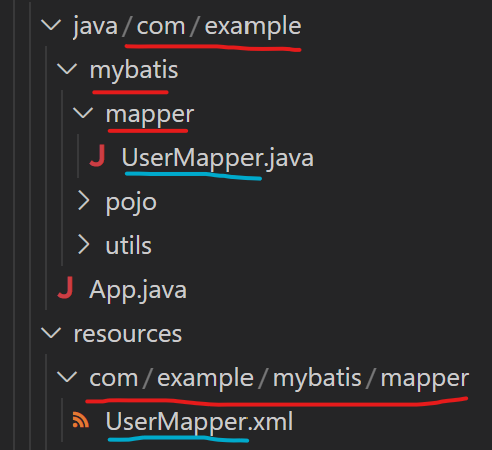 java/com/example
mybatis
mapper
UserMapper.java
pojo
utils
App.java
resources
com/example/mybatis/mapper
UserMapper.xml